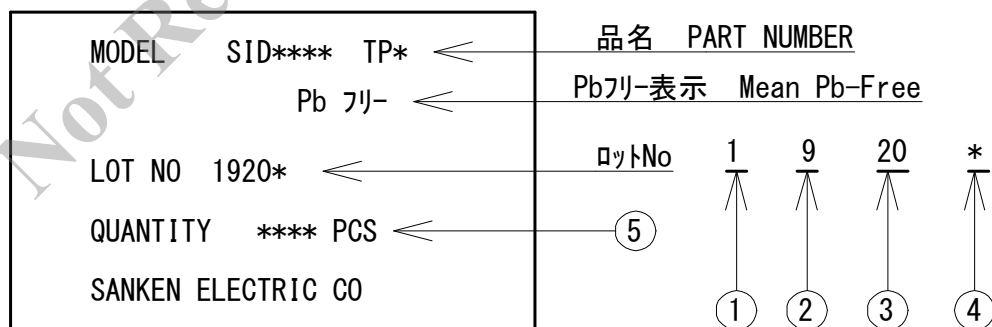 MODEL SID**** TP*
品名 PART NUMBER
Pb フリー
Pbフリー表示 Mean Pb-Free
LOT NO 1920*
ロットNo 1 9 20 *
QUANTITY **** PCS
⑤
SANKEN ELECTRIC CO
① ② ③ ④